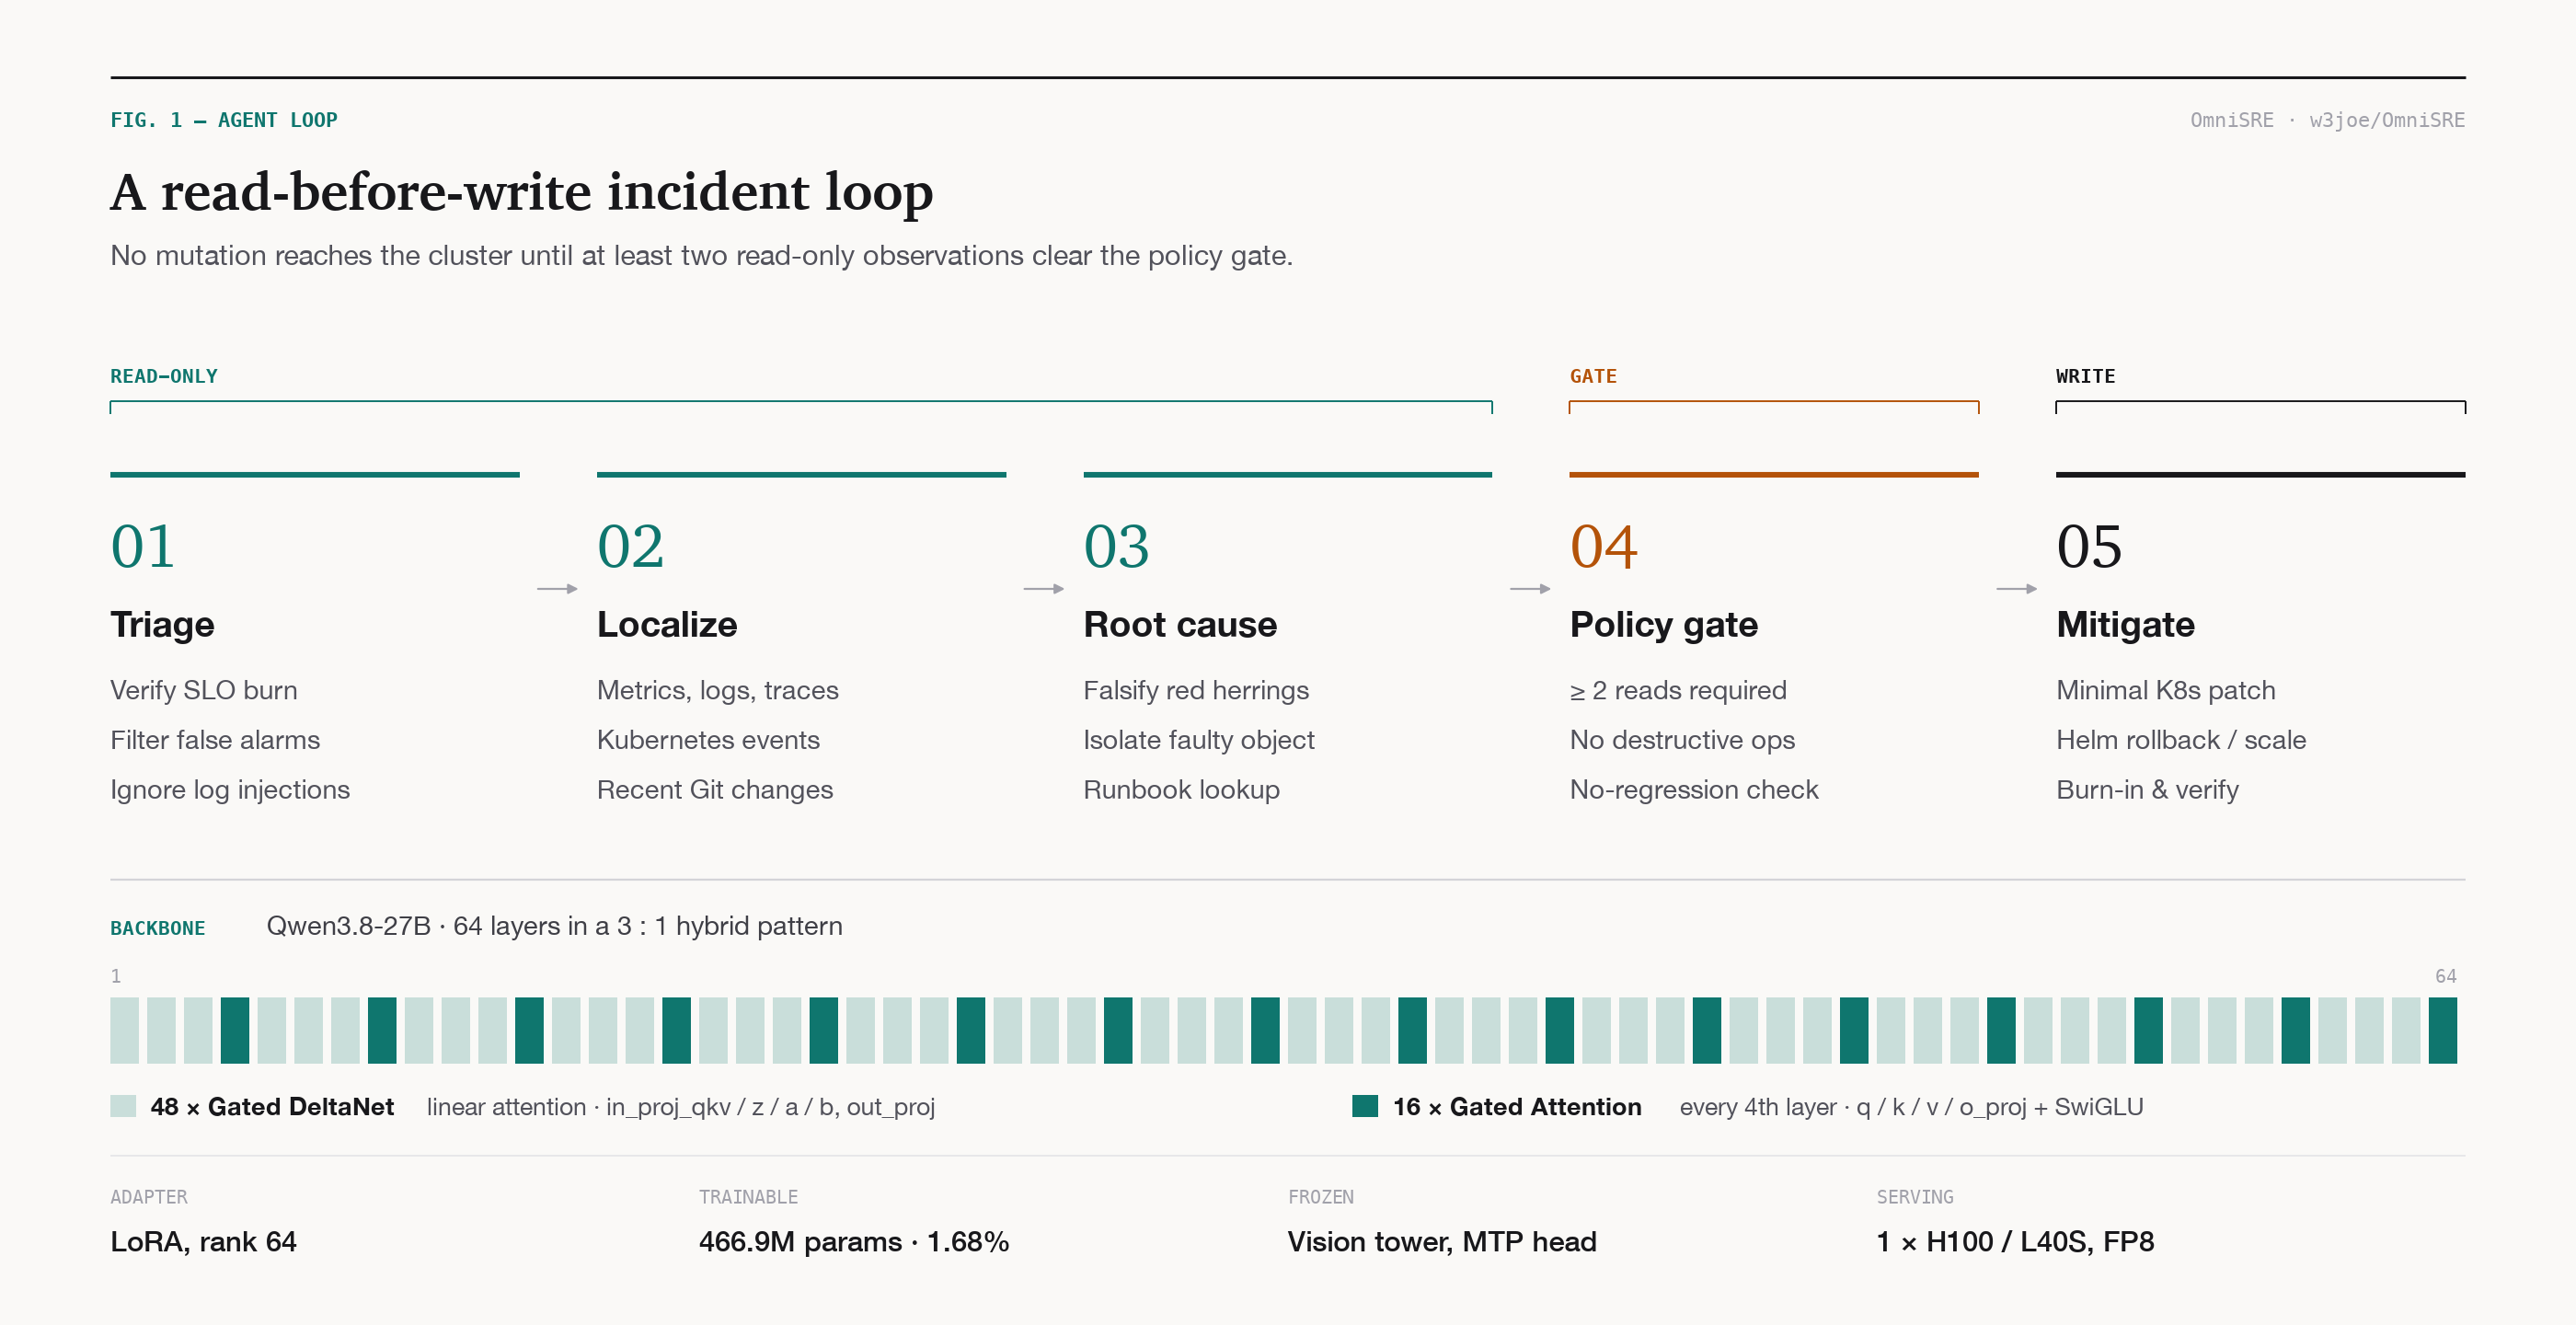 FIG. 1 — AGENT LOOP
OmniSRE · w3joe/OmniSRE
A read-before-write incident loop
No mutation reaches the cluster until at least two read-only observations clear the policy gate.
READ—ONLY
GATE
WRITE
01
Triage
Verify SLO burn
Filter false alarms
Ignore log injections
02
Localize
Metrics, logs, traces
Kubernetes events
Recent Git changes
03
Root cause
Falsify red herrings
Isolate faulty object
Runbook lookup
04
Policy gate
≥ 2 reads required
No destructive ops
No-regression check
05
Mitigate
Minimal K8s patch
Helm rollback / scale
Burn-in & verify
BACKBONE
Qwen3.8-27B · 64 layers in a 3 : 1 hybrid pattern
1
64
48 × Gated DeltaNet
linear attention · in_proj_qkv / z / a / b, out_proj
16 × Gated Attention
every 4th layer · q / k / v / o_proj + SwiGLU
ADAPTER
LoRA, rank 64
TRAINABLE
466.9M params · 1.68%
FROZEN
Vision tower, MTP head
SERVING
1 × H100 / L40S, FP8